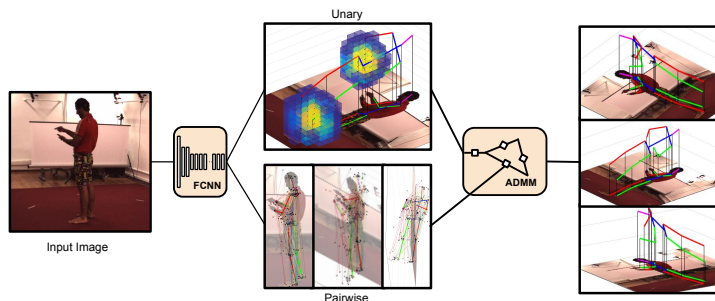 Unary
FCNN
ADMM
Input Image
Pairwise